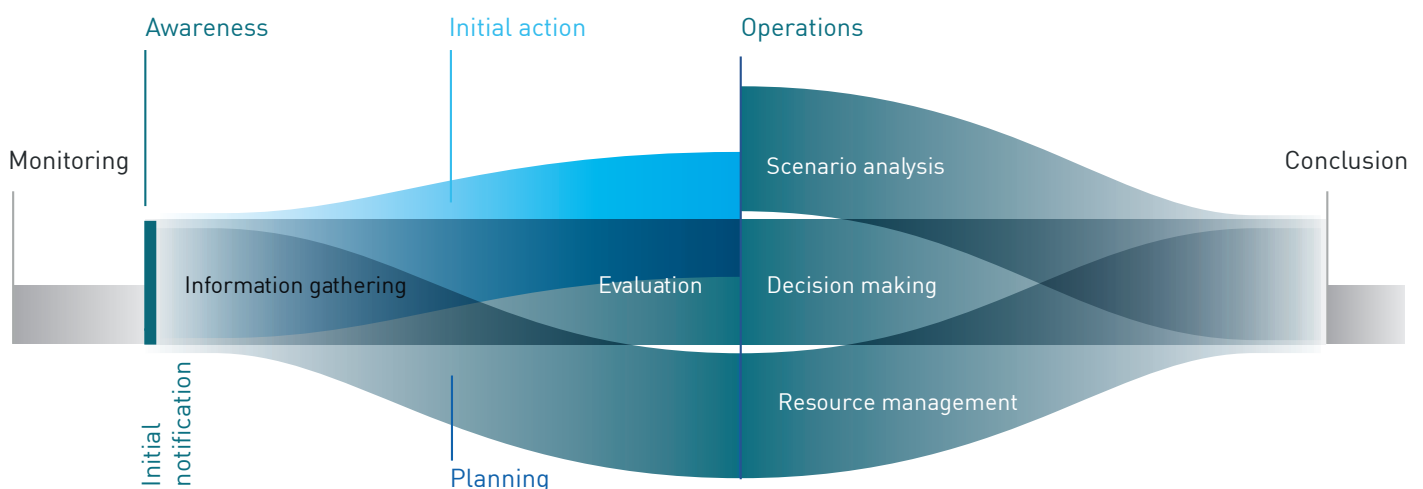 Awareness
Initial action
Operations
Monitoring
Scenario analysis
Conclusion
Information gathering
Evaluation
Decision making
Resource management
Initial
notification
Planning